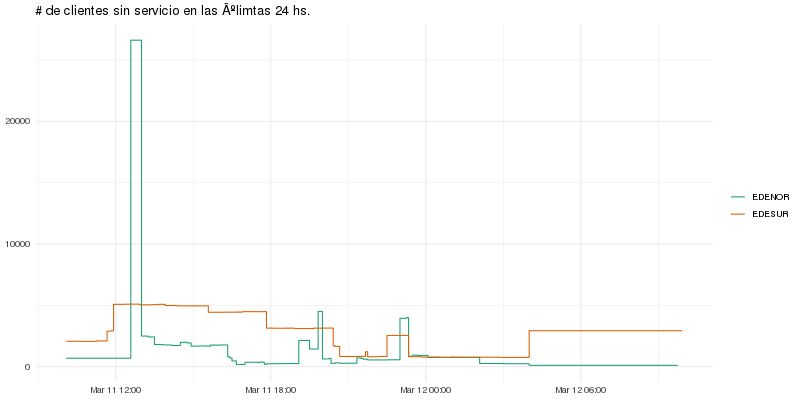 # de clientes sin servicio en las Ãºlimtas 24 hs.
20000
10000
0
Mar 11 12:00
Mar 11 18:00
Mar 12 00:00
Mar 12 06:00
EDENOR
EDESUR